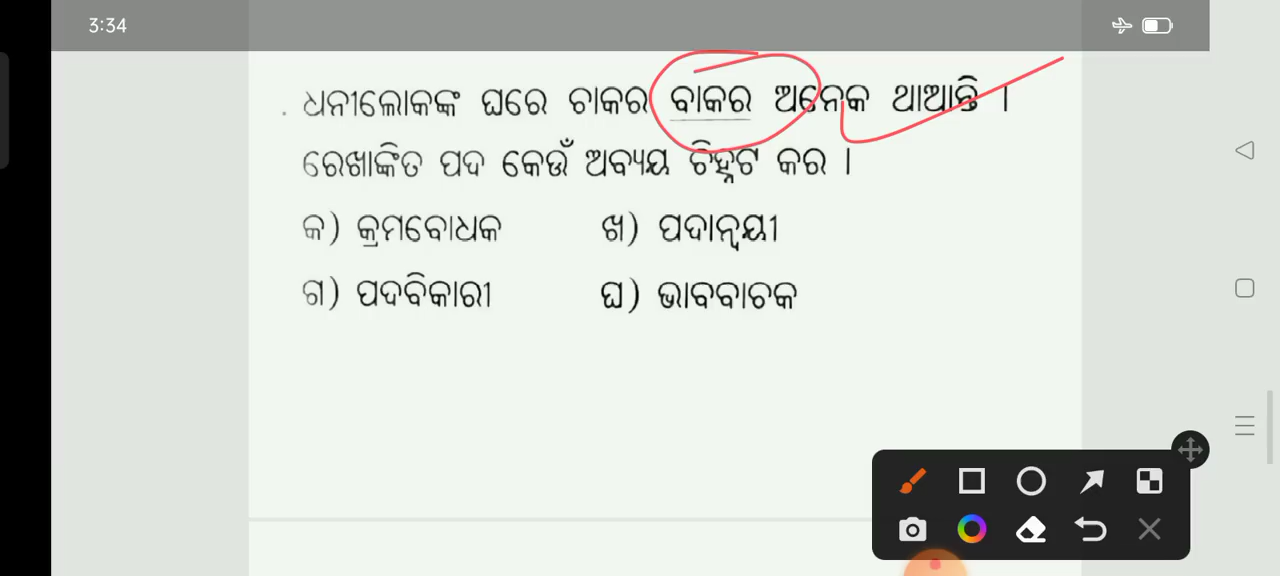 3:34
. ଧନୀଲୋକଙ୍କ ଘରେ ଚାକର ବାକର ଅନେକ ଥାଆନ୍ତି ।
ରେଖାଙ୍କିତ ପଦ କେଉଁ ଅବ୍ୟୟ ଚିହ୍ନଟ କର ।
କ) କ୍ରମବୋଧକ ଖ) ପଦାନ୍ୱୟୀ
ଗ) ପଦବିକାରୀ ଘ) ଭାବବାଚକ